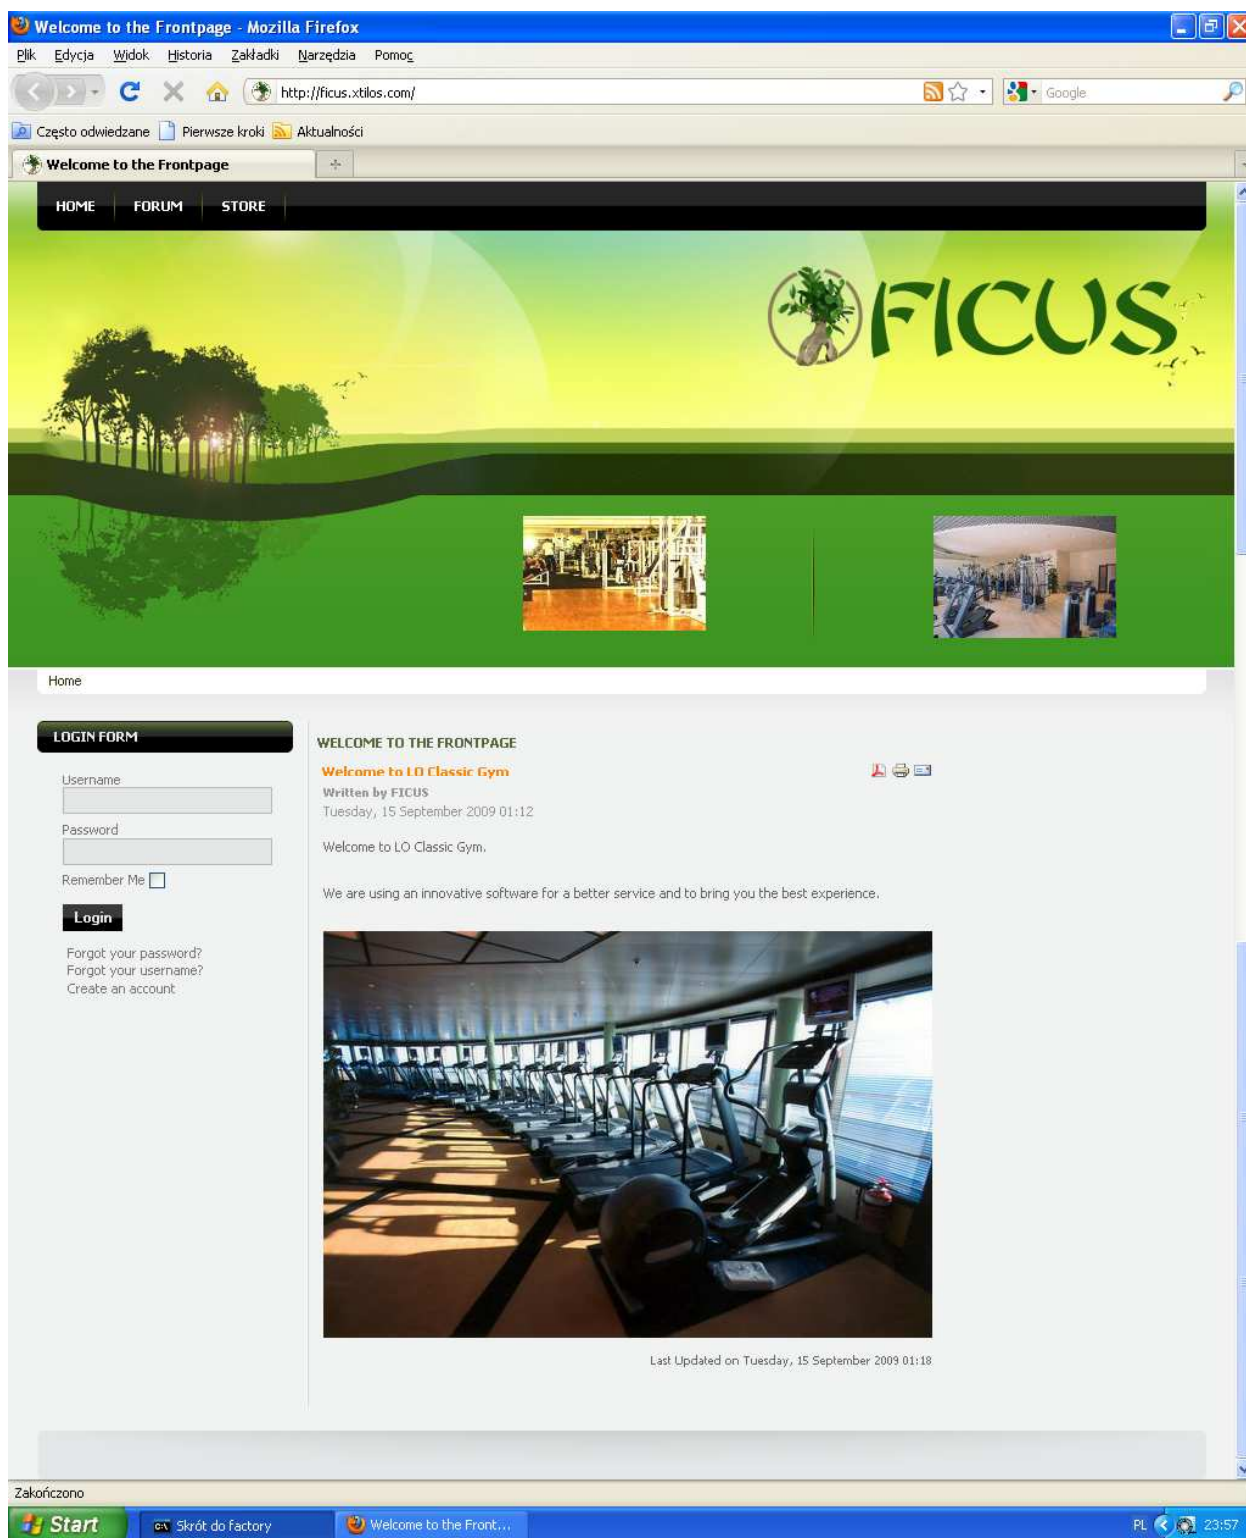 Welcome to the Frontpage - Mozilla Firefox
Plik Edycja Widok Historia Zakładki Narzędzia Pomoc
http://ficus.xtilos.com/ Google
Często odwiedzane Pierwsze kroki Aktualności
Welcome to the Frontpage
HOME FORUM STORE
FICUS
Home
LOGIN FORM
Username
Password
Remember Me
Login
Forgot your password?
Forgot your username?
Create an account
WELCOME TO THE FRONTPAGE
Welcome to LO Classic Gym
Written by FICUS
Tuesday, 15 September 2009 01:12
Welcome to LO Classic Gym.
We are using an innovative software for a better service and to bring you the best experience.
Last Updated on Tuesday, 15 September 2009 01:18
Zakończono
Start Skrót do factory Welcome to the Front... PL 23:57